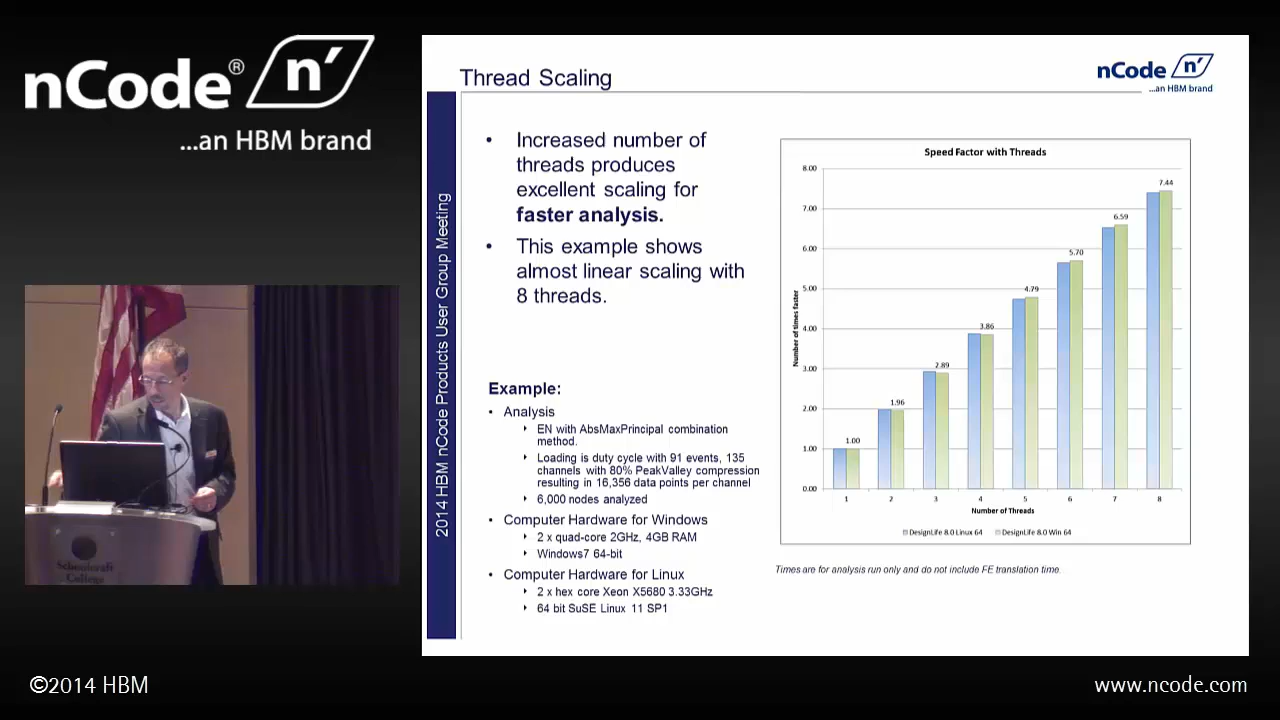 nCode® n'
...an HBM brand
Thread Scaling
nCode n'
...an HBM brand
2014 HBM nCode Products User Group Meeting
• Increased number of
threads produces
excellent scaling for
faster analysis.
• This example shows
almost linear scaling with
8 threads.
Example:
• Analysis
EN with AbsMaxPrincipal combination
method.
Loading is duty cycle with 91 events, 135
channels with 80% PeakValley compression
resulting in 16,356 data points per channel
6,000 nodes analyzed
• Computer Hardware for Windows
2 x quad-core 2GHz, 4GB RAM
Windows7 64-bit
• Computer Hardware for Linux
2 x hex core Xeon X5680 3.33GHz
64 bit SuSE Linux 11 SP1
Speed Factor with Threads
Number of times faster
8.00
7.00
6.00
5.00
4.00
3.00
2.00
1.00
0.00
1.00
1.96
2.89
3.86
4.79
5.70
6.59
7.44
1 2 3 4 5 6 7 8
Number of Threads
DesignLife 8.0 Linux 64 DesignLife 8.0 Win 64
Times are for analysis run only and do not include FE translation time.
Schoolcraft
College
©2014 HBM
www.ncode.com